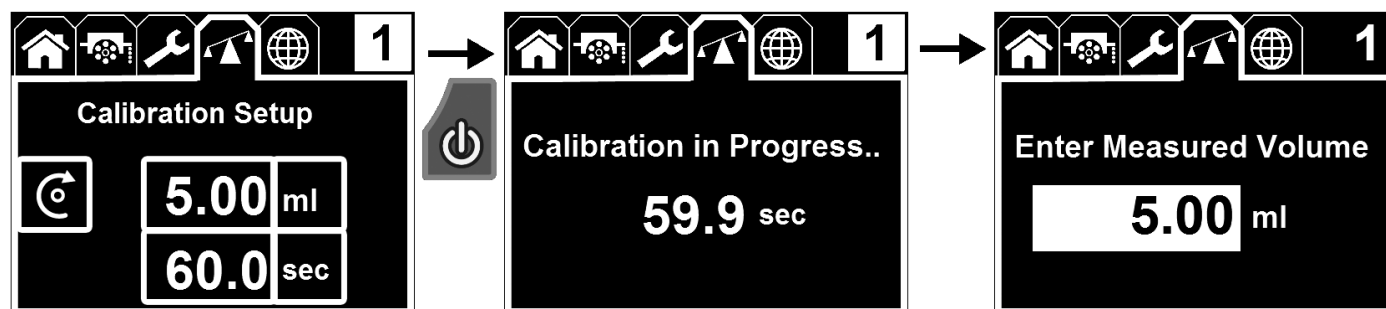 1
Calibration Setup
5.00 ml
60.0 sec
1
Calibration in Progress..
59.9 sec
1
Enter Measured Volume
5.00 ml